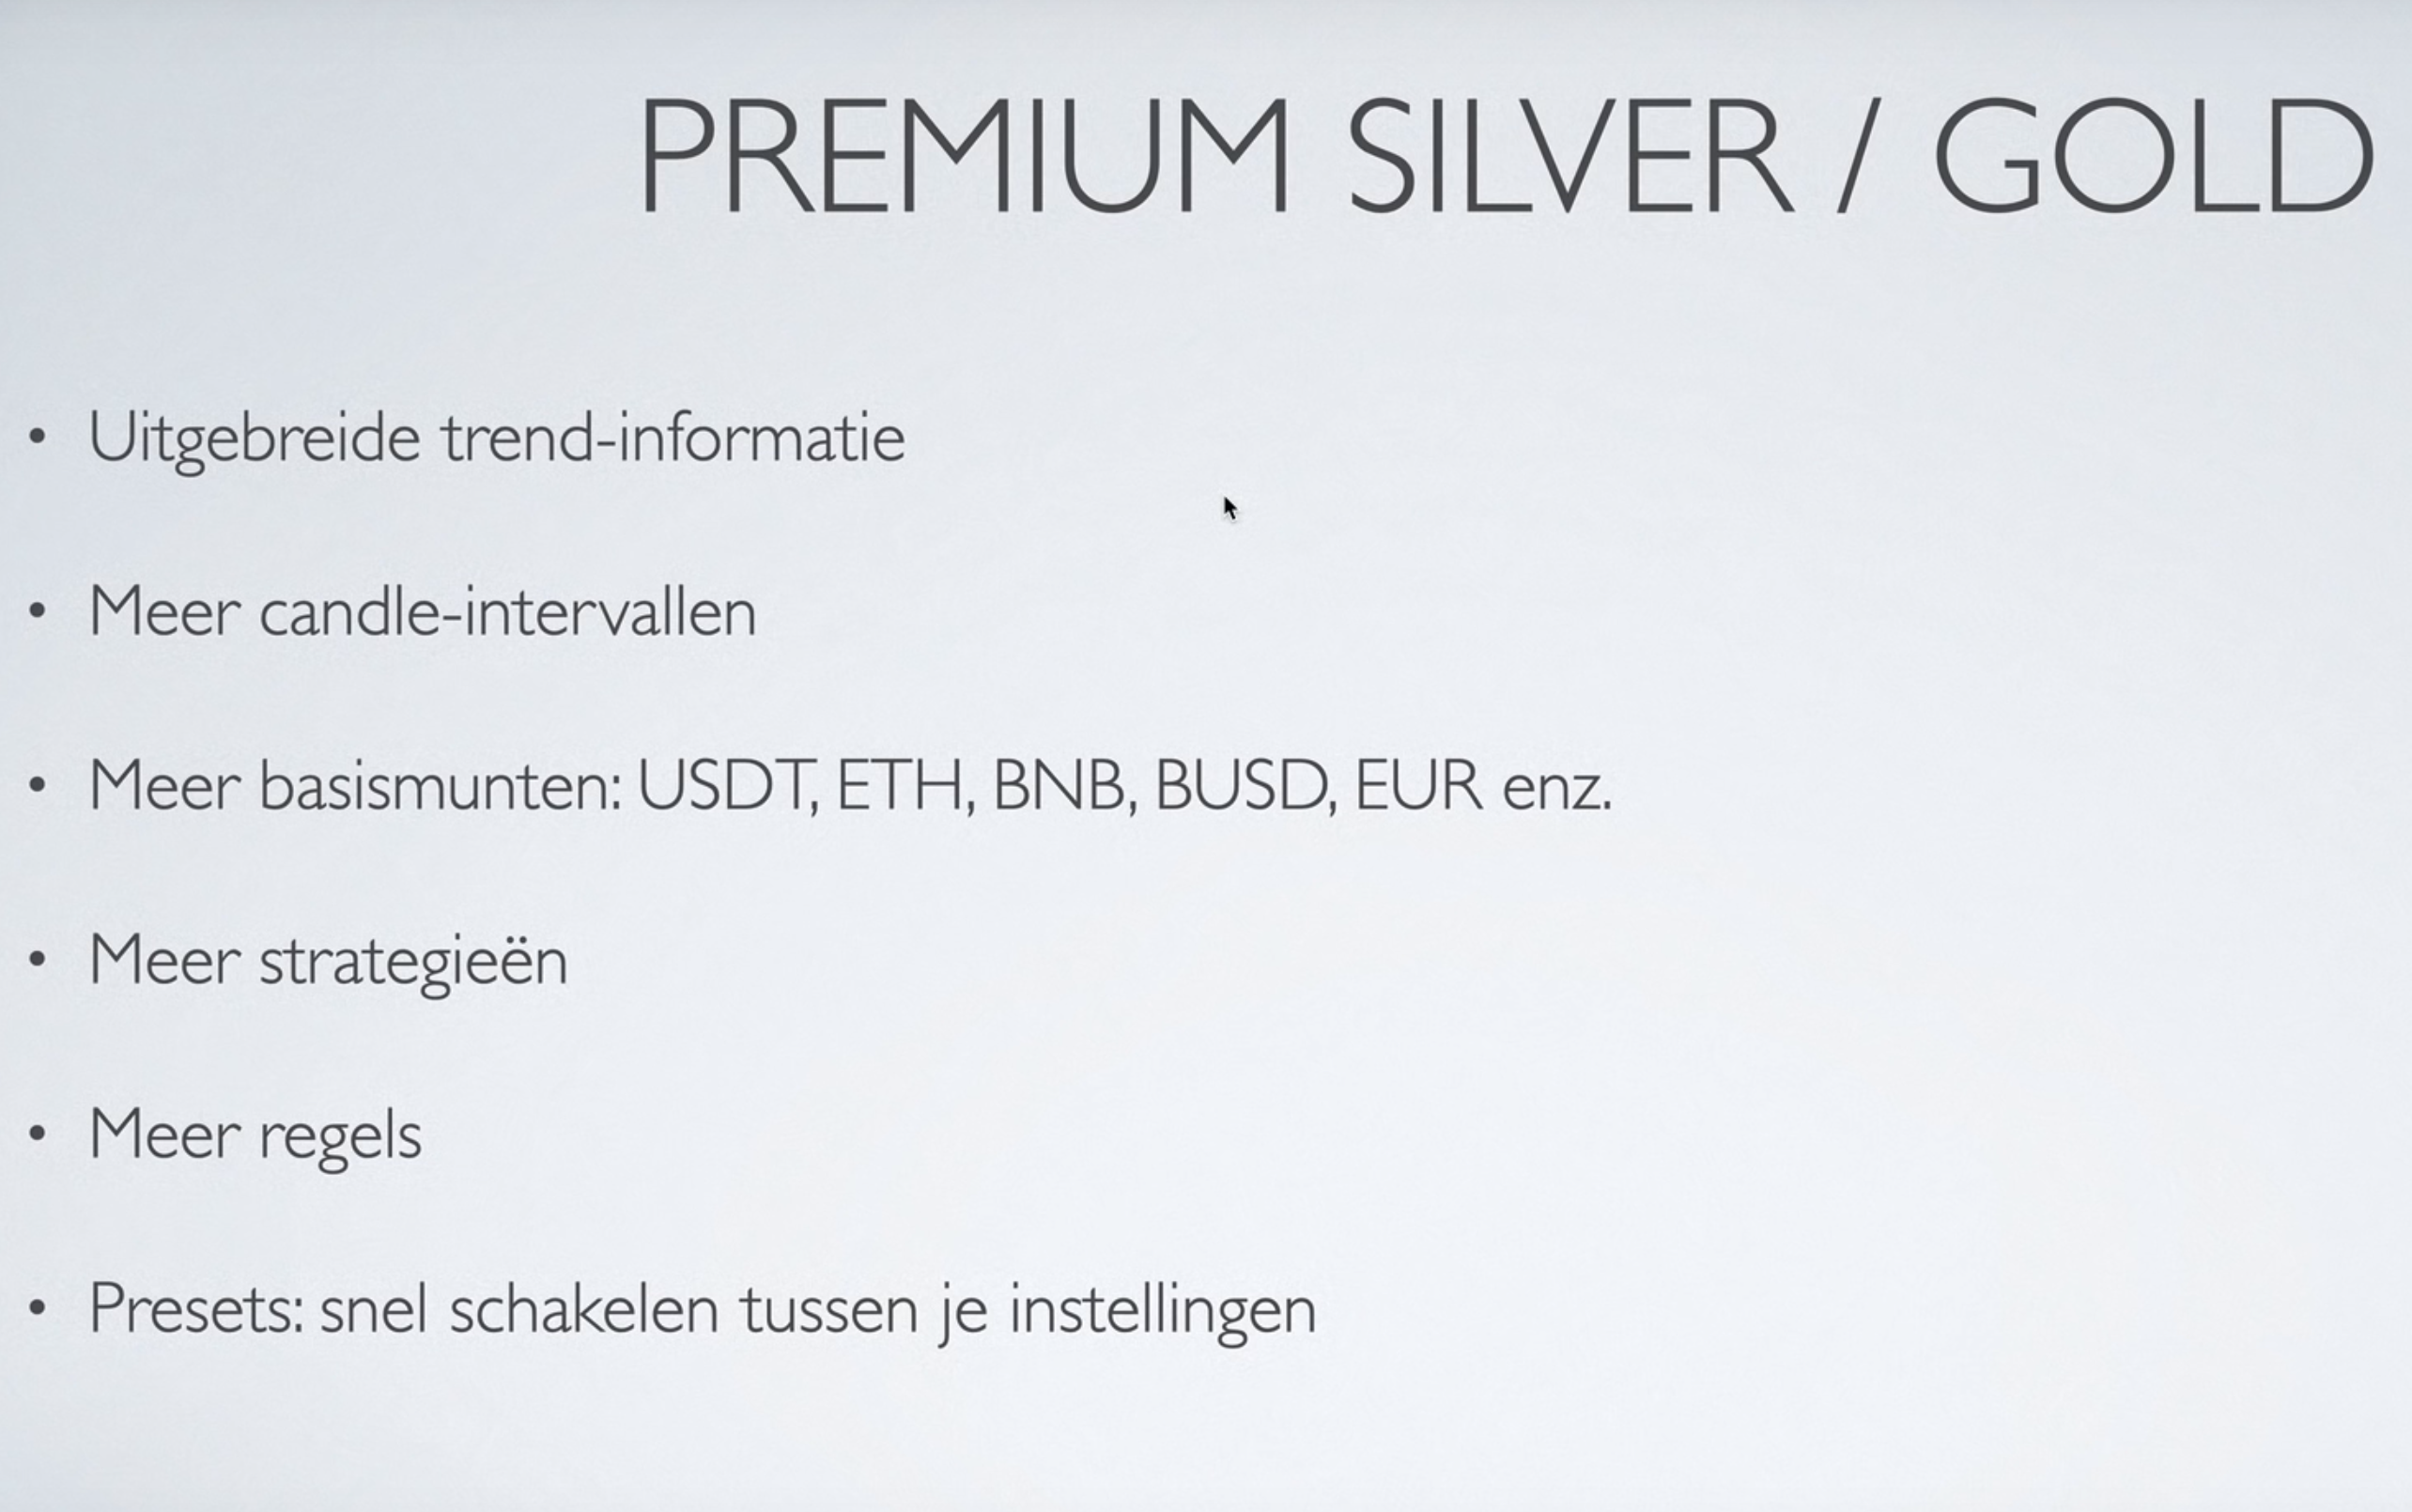 PREMIUM SILVER / GOLD
• Uitgebreide trend-informatie
• Meer candle-intervallen
• Meer basismunten: USDT, ETH, BNB, BUSD, EUR enz.
• Meer strategieën
• Meer regels
• Presets: snel schakelen tussen je instellingen